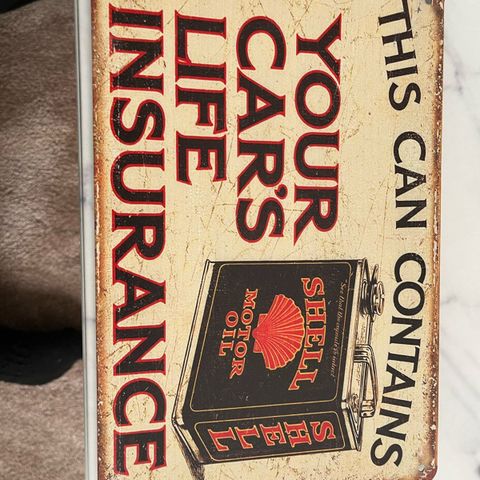 THIS CAN CONTAINS
YOUR
CAR'S
LIFE
INSURANCE
SHELL
MOTOR
OIL
SHELL